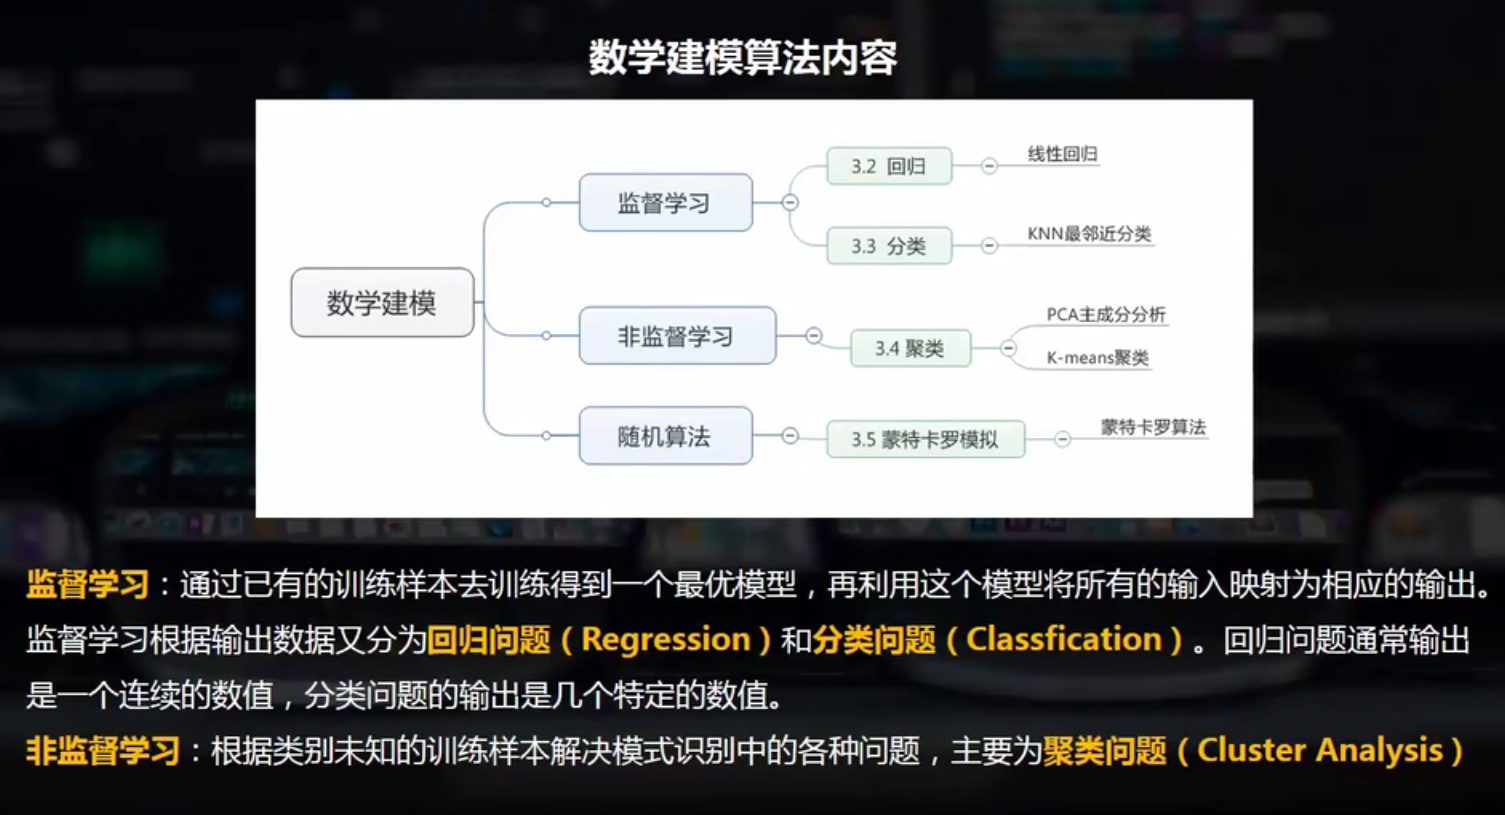 数学建模算法内容
数学建模
监督学习
3.2 回归
线性回归
3.3 分类
KNN最邻近分类
非监督学习
3.4 聚类
PCA主成分分析
K-means聚类
随机算法
3.5 蒙特卡罗模拟
蒙特卡罗算法
监督学习：通过已有的训练样本去训练得到一个最优模型，再利用这个模型将所有的输入映射为相应的输出。
监督学习根据输出数据又分为回归问题（Regression）和分类问题（Classfication）。回归问题通常输出
是一个连续的数值，分类问题的输出是几个特定的数值。
非监督学习：根据类别未知的训练样本解决模式识别中的各种问题，主要为聚类问题（Cluster Analysis）